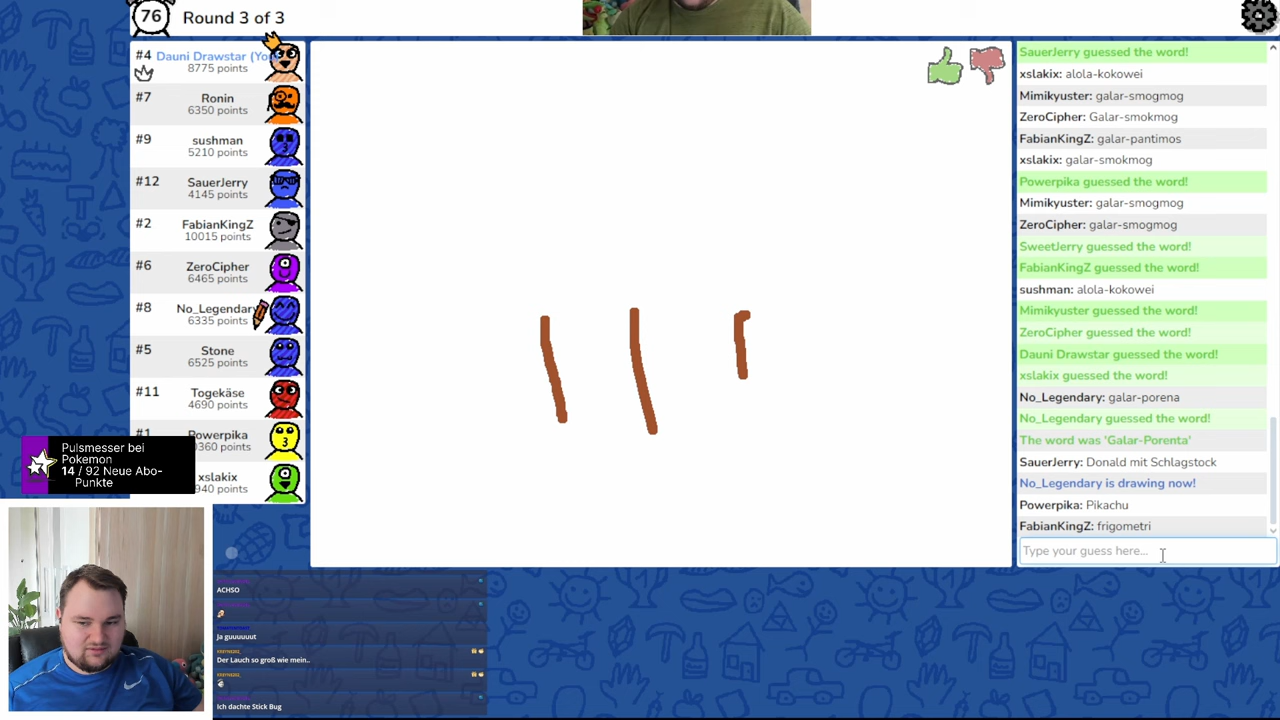 76
Round 3 of 3
#4 Dauni Drawstar (You
8775 points
#7 Ronin
6350 points
#9 sushman
5210 points
#12 SauerJerry
4145 points
#2 FabianKingZ
10015 points
#6 ZeroCipher
6465 points
#8 No_Legendary
6335 points
#5 Stone
6525 points
#11 Togekäse
4690 points
#1 Powerpika
0360 points
xslakix
940 points
Pulsmesser bei
Pokemon
14 / 92 Neue Abo-
Punkte
SauerJerry guessed the word!
xslakix: alola-kokowei
Mimikyuster: galar-smogmog
ZeroCipher: Galar-smokmog
FabianKingZ: galar-pantimos
xslakix: galar-smokmog
Powerpika guessed the word!
Mimikyuster: galar-smogmog
ZeroCipher: galar-smogmog
SweetJerry guessed the word!
FabianKingZ guessed the word!
sushman: alola-kokowei
Mimikyuster guessed the word!
ZeroCipher guessed the word!
Dauni Drawstar guessed the word!
xslakix guessed the word!
No_Legendary: galar-porena
No_Legendary guessed the word!
The word was 'Galar-Porenta'
SauerJerry: Donald mit Schlagstock
No_Legendary is drawing now!
Powerpika: Pikachu
FabianKingZ: frigometri
Type your guess here...
ACHSO
Ja guuuuuut
Der Lauch so groß wie mein..
Ich dachte Stick Bug